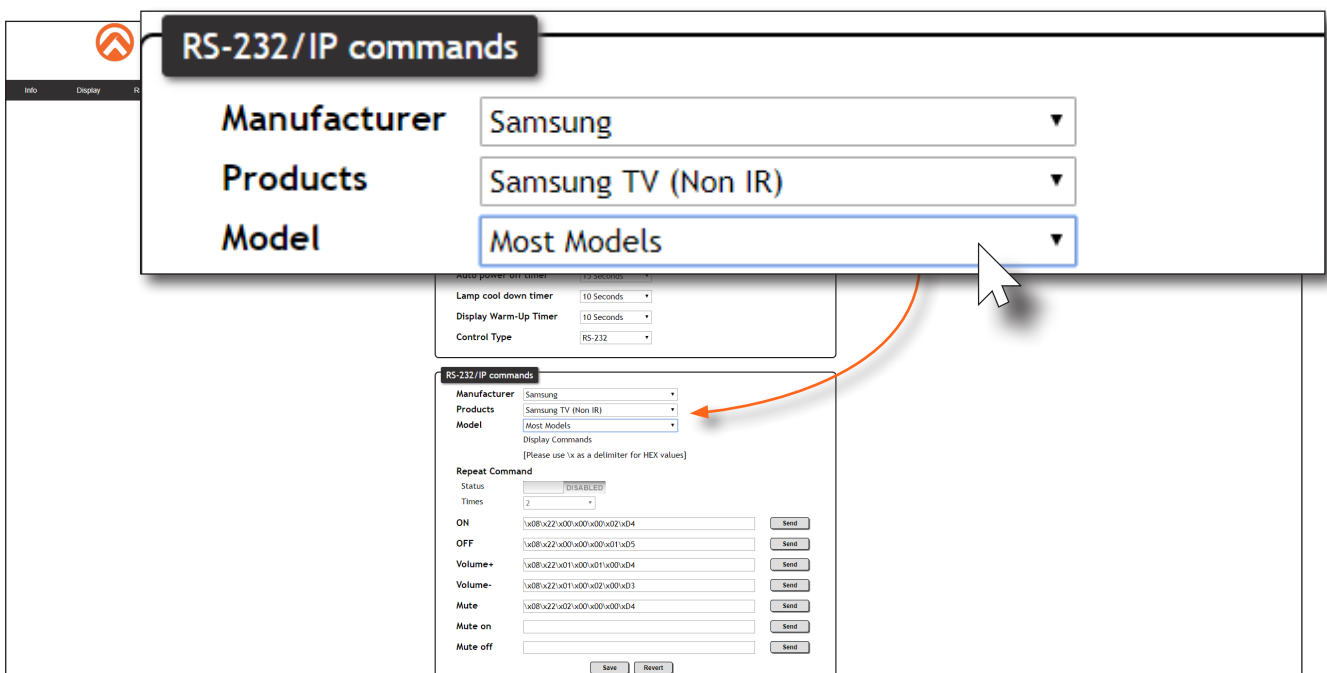 RS-232/IP commands
Manufacturer Samsung
Products Samsung TV (Non IR)
Model Most Models
Info Display R
Auto power off timer 15 Seconds
Lamp cool down timer 10 Seconds
Display Warm-Up Timer 10 Seconds
Control Type RS-232
RS-232/IP commands
Manufacturer Samsung
Products Samsung TV (Non IR)
Model Most Models
Display Commands
[Please use \x as a delimiter for HEX values]
Repeat Command
Status DISABLED
Times 2
ON \x08\x22\x00\x00\x00\x02\xD4 Send
OFF \x08\x22\x00\x00\x00\x01\xD5 Send
Volume+ \x08\x22\x01\x00\x01\x00\xD4 Send
Volume- \x08\x22\x01\x00\x02\x00\xD3 Send
Mute \x08\x22\x02\x00\x00\x00\xD4 Send
Mute on Send
Mute off Send
Save Revert